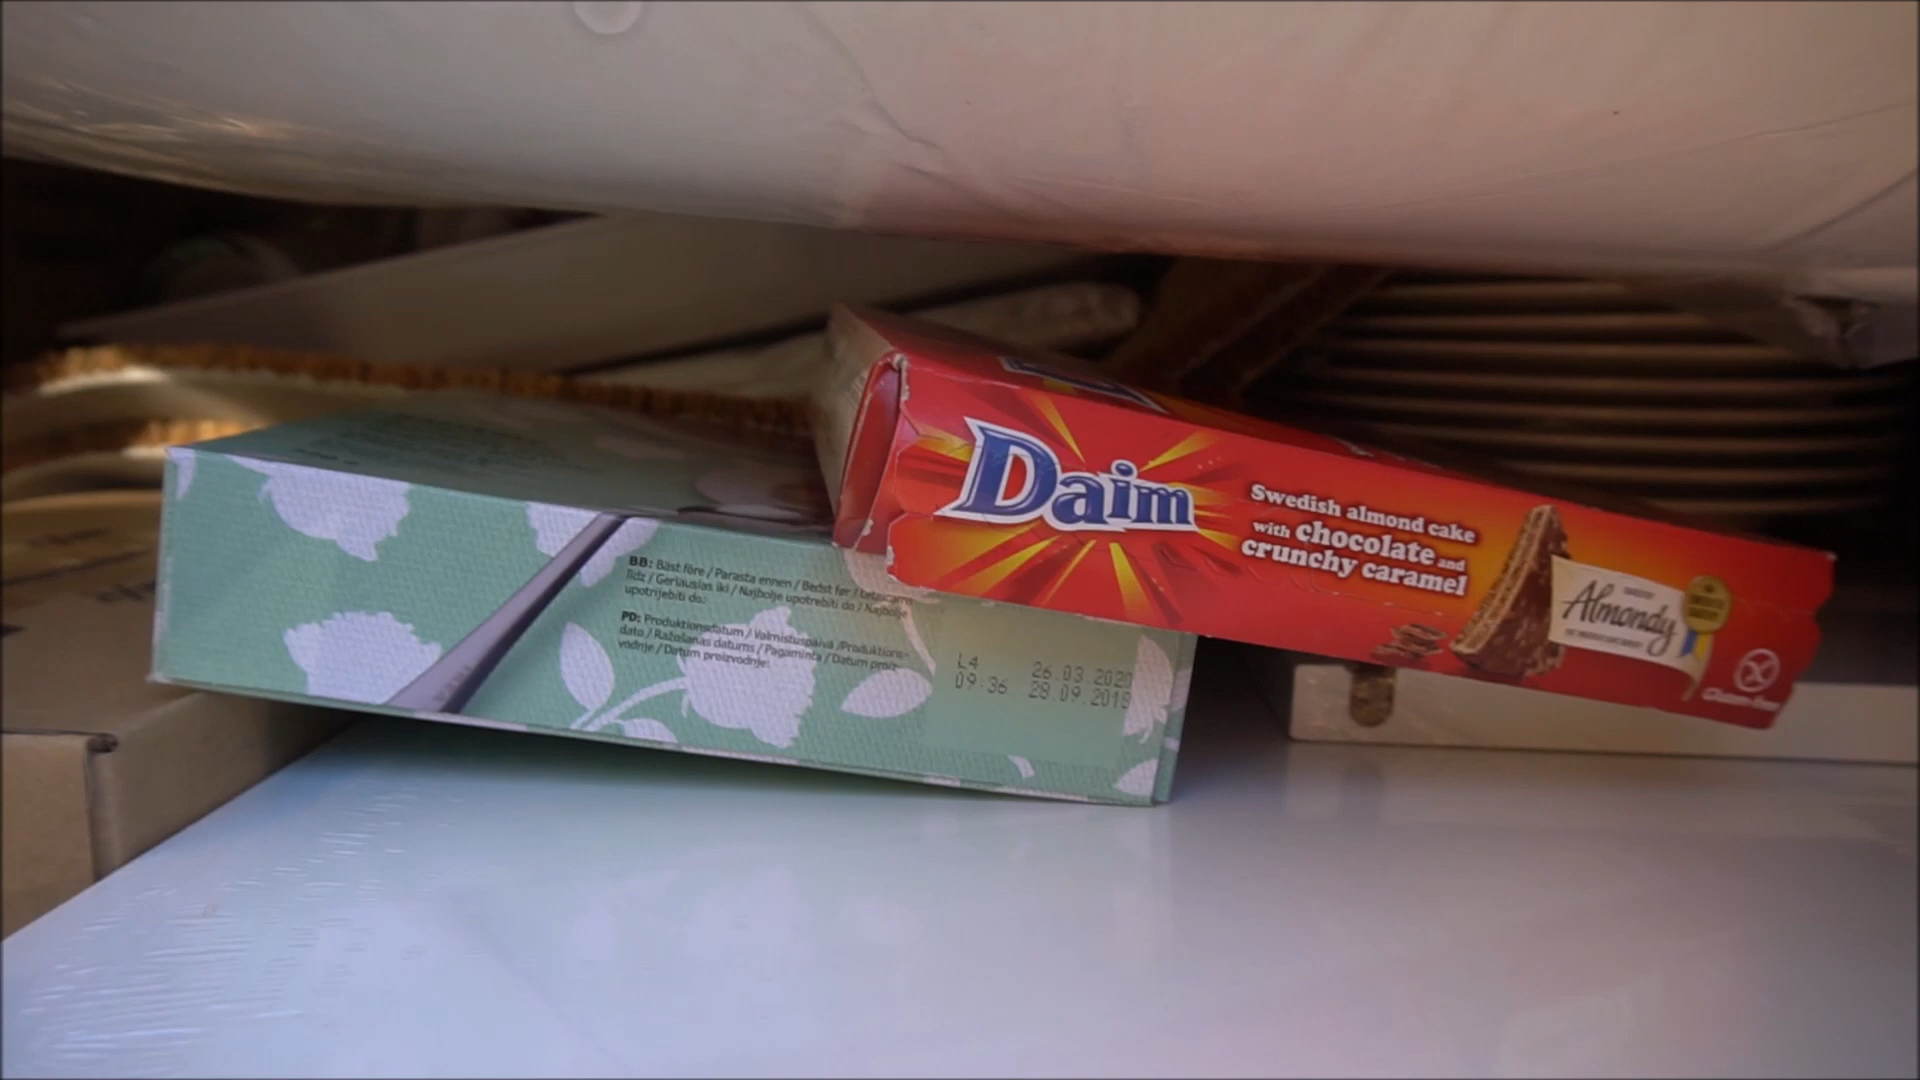 Daim
Swedish almond cake
with chocolate and
crunchy caramel
Almondy
BB: Bäst före / Parasta ennen / Bedst før /
līdz / Geriausias iki / Najbolje upotrebiti do / Najbolje
upotrijebiti do:
PD: Produktionsdatum / Valmistuspäivä /Produktions-
dato / Ražošanas datums / Pagaminta / Datum proiz-
vodnje / Datum proizvodnje:
L4 26.03.2020
09:36 28.09.2018